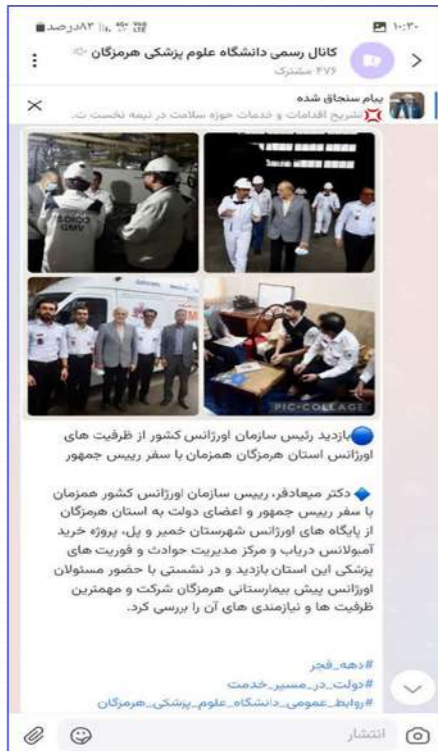 ۱۰:۳۰
۸۳درصد
کانال رسمی دانشگاه علوم پزشکی هرمزگان
۴۷۶ مشترک
پیام سنجاق شده
تشریح اقدامات و خدمات حوزه سلامت در نیمه نخست ت..
SOICO
GMV
PIC•COLLAGE
بازدید رئیس سازمان اورژانس کشور از ظرفیت های
اورژانس استان هرمزگان همزمان با سفر رییس جمهور
دکتر میعادفر، رییس سازمان اورژانس کشور همزمان
با سفر رییس جمهور و اعضای دولت به استان هرمزگان
از پایگاه های اورژانس شهرستان خمیر و پل، پروژه خرید
آمبولانس دریاب و مرکز مدیریت حوادث و فوریت های
پزشکی این استان بازدید و در نشستی با حضور مسئولان
اورژانس پیش بیمارستانی هرمزگان شرکت و مهمترین
ظرفیت ها و نیازمندی های آن را بررسی کرد.
#دهه_فجر
#دولت_در_مسیر_خدمت
#روابط_عمومی_دانشگاه_علوم_پزشکی_هرمزگان
انتشار